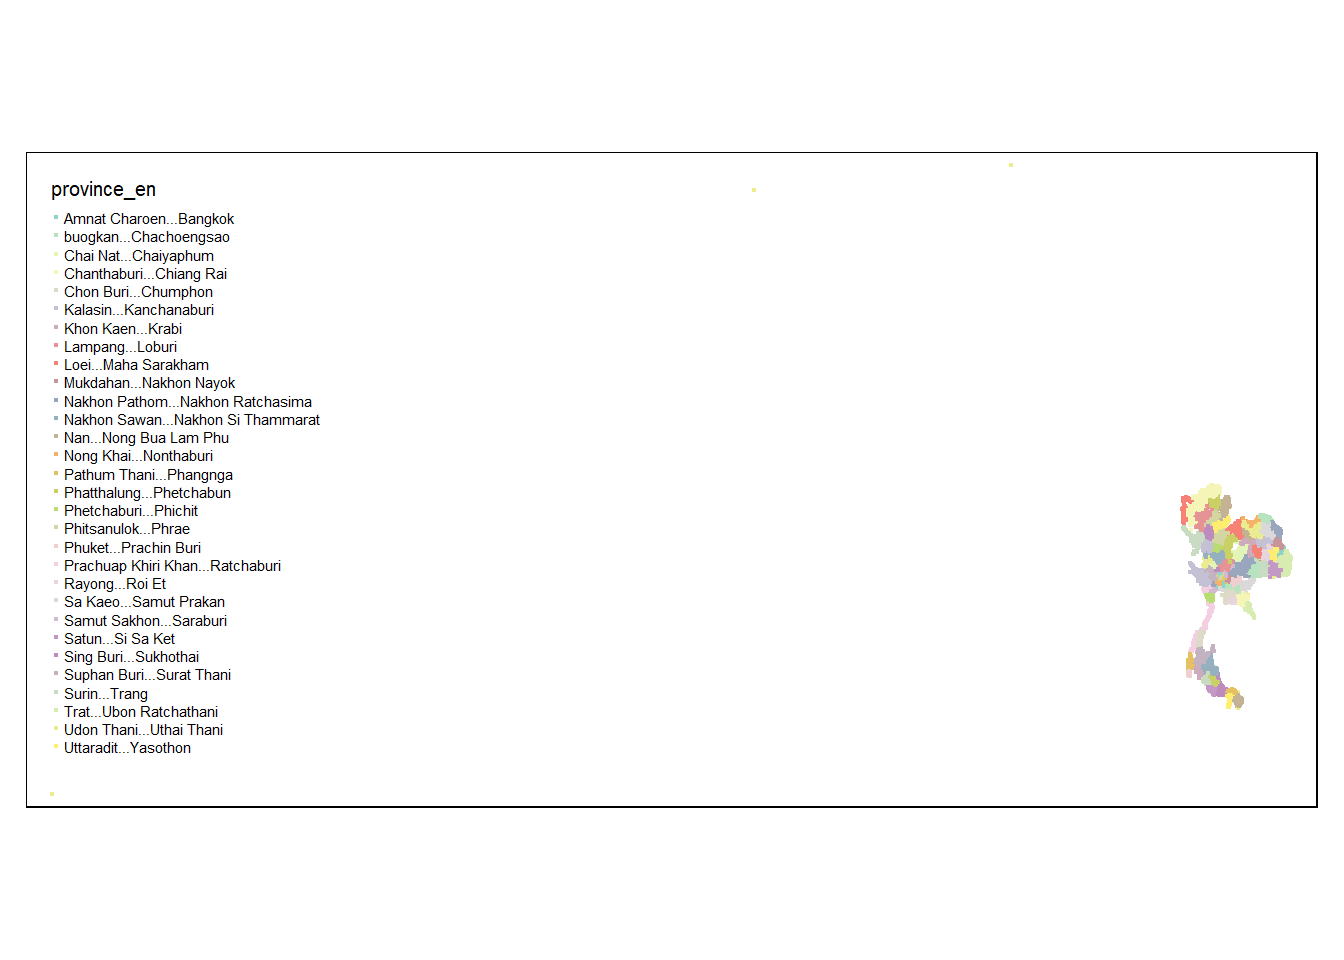 province_en
Amnat Charoen...Bangkok
buogkan...Chachoengsao
Chai Nat...Chaiyaphum
Chanthaburi...Chiang Rai
Chon Buri...Chumphon
Kalasin...Kanchanaburi
Khon Kaen...Krabi
Lampang...Loburi
Loei...Maha Sarakham
Mukdahan...Nakhon Nayok
Nakhon Pathom...Nakhon Ratchasima
Nakhon Sawan...Nakhon Si Thammarat
Nan...Nong Bua Lam Phu
Nong Khai...Nonthaburi
Pathum Thani...Phangnga
Phatthalung...Phetchabun
Phetchaburi...Phichit
Phitsanulok...Phrae
Phuket...Prachin Buri
Prachuap Khiri Khan...Ratchaburi
Rayong...Roi Et
Sa Kaeo...Samut Prakan
Samut Sakhon...Saraburi
Satun...Si Sa Ket
Sing Buri...Sukhothai
Suphan Buri...Surat Thani
Surin...Trang
Trat...Ubon Ratchathani
Udon Thani...Uthai Thani
Uttaradit...Yasothon